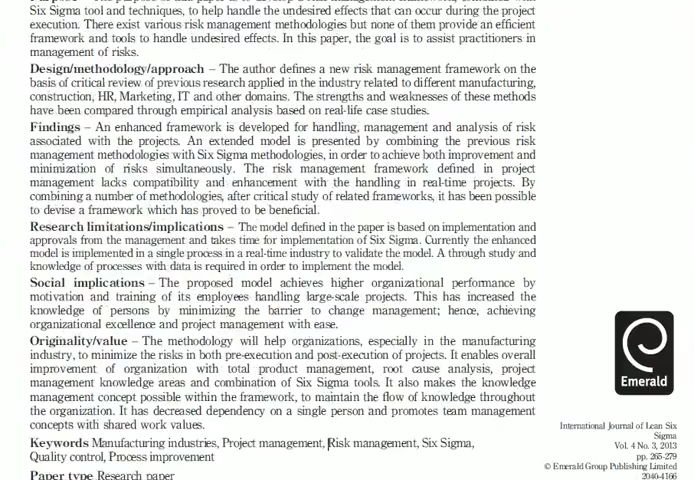 Six Sigma tool and techniques, to help handle the undesired effects that can occur during the project
execution. There exist various risk management methodologies but none of them provide an efficient
framework and tools to handle undesired effects. In this paper, the goal is to assist practitioners in
management of risks.
Design/methodology/approach – The author defines a new risk management framework on the
basis of critical review of previous research applied in the industry related to different manufacturing,
construction, HR, Marketing, IT and other domains. The strengths and weaknesses of these methods
have been compared through empirical analysis based on real-life case studies.
Findings – An enhanced framework is developed for handling, management and analysis of risk
associated with the projects. An extended model is presented by combining the previous risk
management methodologies with Six Sigma methodologies, in order to achieve both improvement and
minimization of risks simultaneously. The risk management framework defined in project
management lacks compatibility and enhancement with the handling in real-time projects. By
combining a number of methodologies, after critical study of related frameworks, it has been possible
to devise a framework which has proved to be beneficial.
Research limitations/implications – The model defined in the paper is based on implementation and
approvals from the management and takes time for implementation of Six Sigma. Currently the enhanced
model is implemented in a single process in a real-time industry to validate the model. A through study and
knowledge of processes with data is required in order to implement the model.
Social implications – The proposed model achieves higher organizational performance by
motivation and training of its employees handling large-scale projects. This has increased the
knowledge of persons by minimizing the barrier to change management; hence, achieving
organizational excellence and project management with ease.
Originality/value – The methodology will help organizations, especially in the manufacturing
industry, to minimize the risks in both pre-execution and post-execution of projects. It enables overall
improvement of organization with total product management, root cause analysis, project
management knowledge areas and combination of Six Sigma tools. It also makes the knowledge
management concept possible within the framework, to maintain the flow of knowledge throughout
the organization. It has decreased dependency on a single person and promotes team management
concepts with shared work values.
Keywords Manufacturing industries, Project management, Risk management, Six Sigma,
Quality control, Process improvement
Paper type Research paper
Emerald
International Journal of Lean Six
Sigma
Vol. 4 No. 3, 2013
pp. 265-279
© Emerald Group Publishing Limited
2040-4166